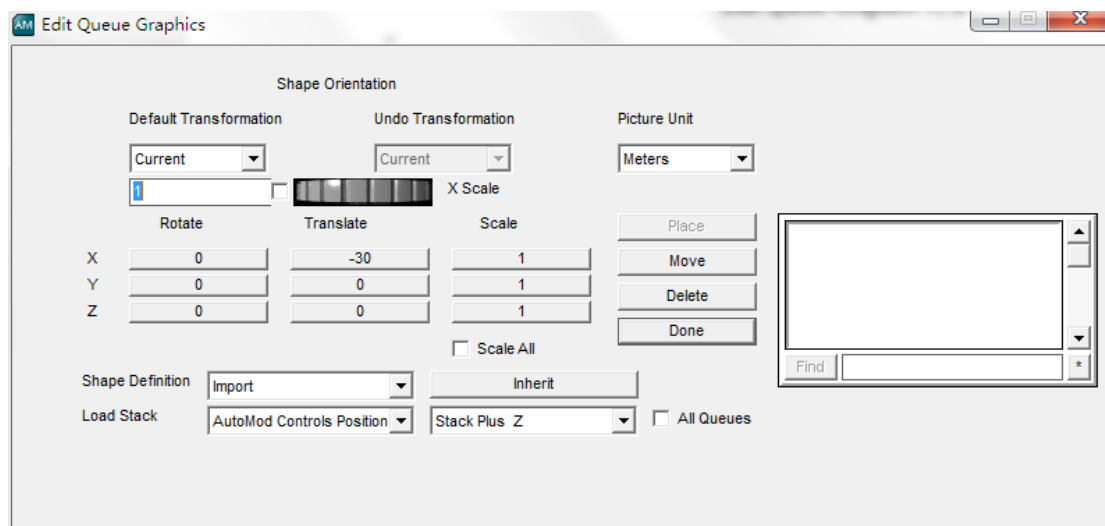 AM Edit Queue Graphics
Shape Orientation
Default Transformation Undo Transformation Picture Unit
Current Current Meters
1 X Scale
Rotate Translate Scale Place
X 0 -30 1 Move
Y 0 0 1 Delete
Z 0 0 1 Done
Scale All
Find *
Shape Definition Import Inherit
Load Stack AutoMod Controls Position Stack Plus Z All Queues